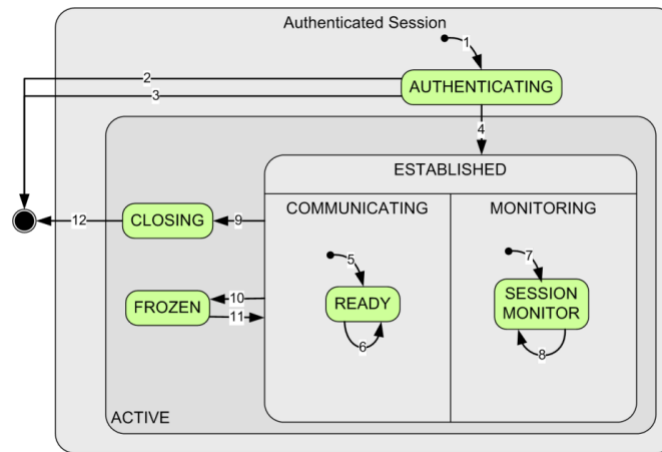 Authenticated Session
1
2
AUTHENTICATING
3
4
ESTABLISHED
COMMUNICATING
MONITORING
12
CLOSING
9
5
7
10
FROZEN
11
READY
SESSION
MONITOR
6
8
ACTIVE